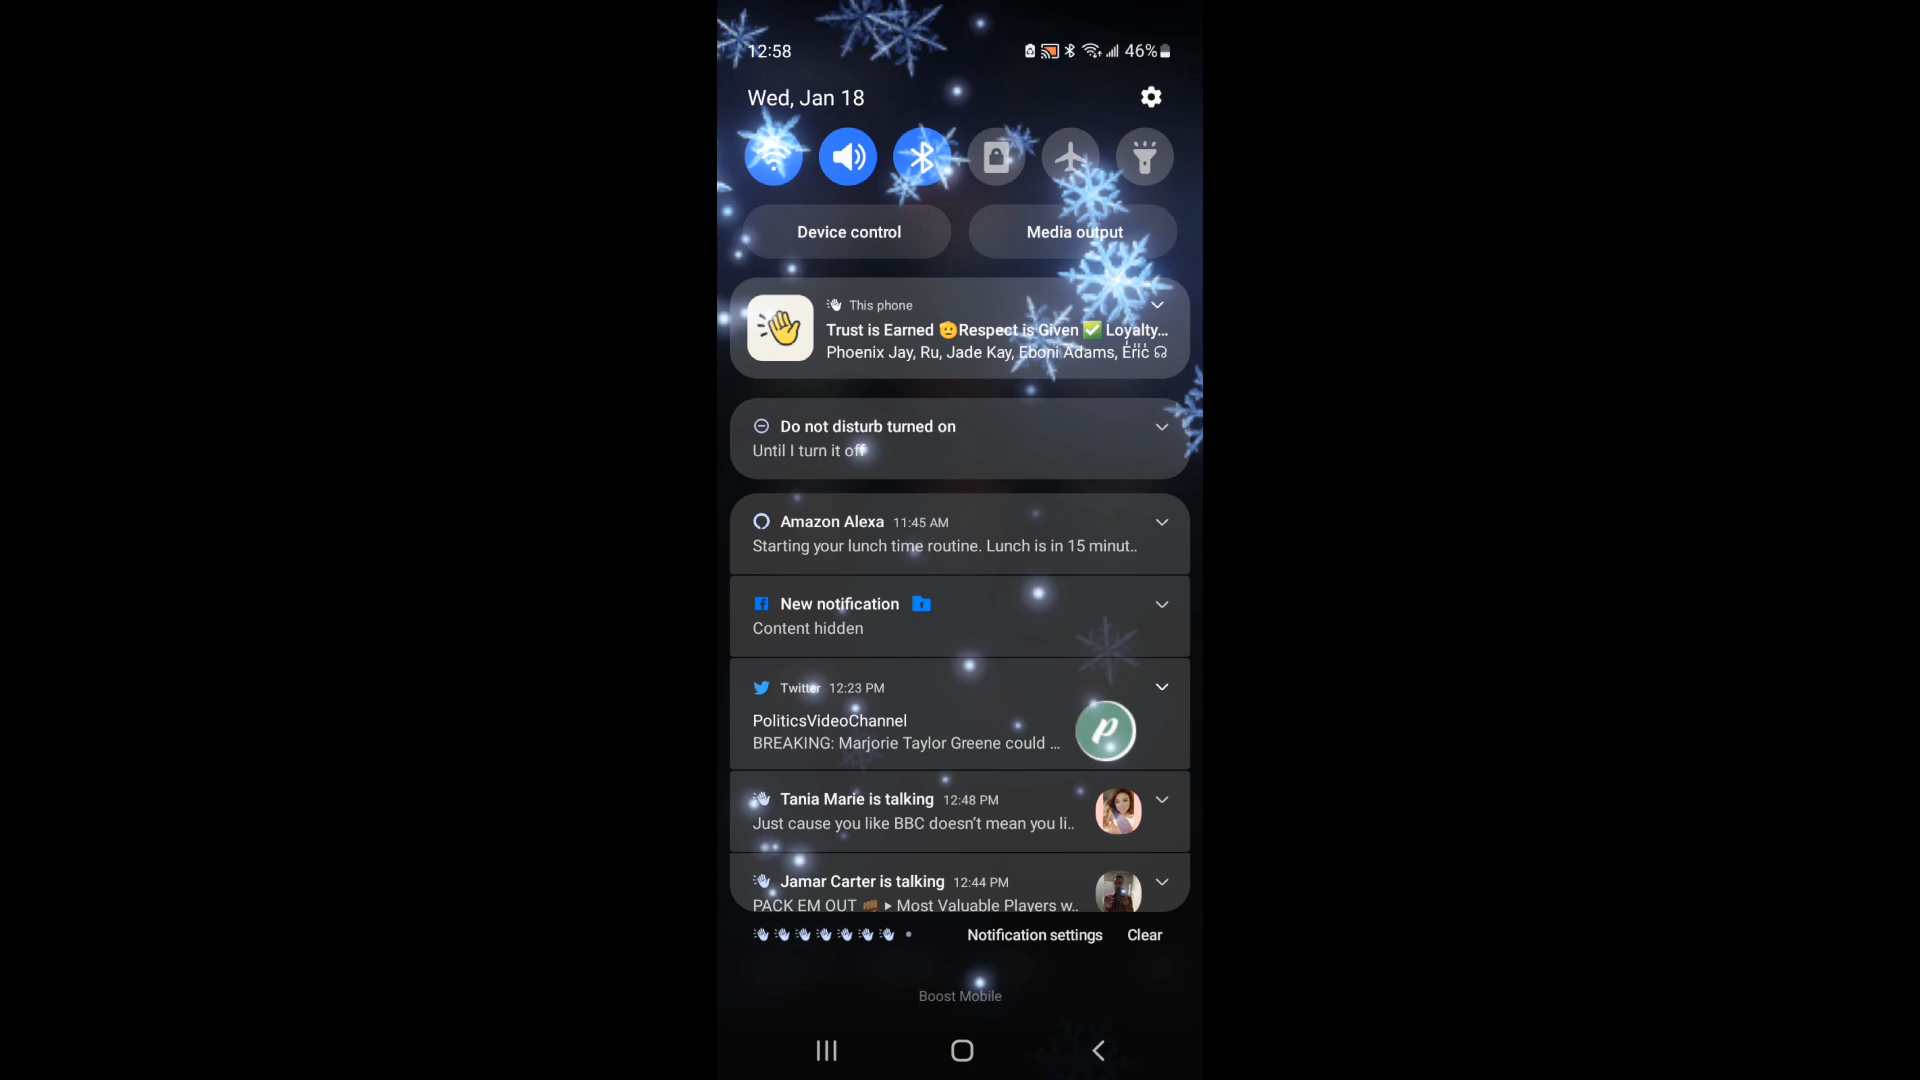 12:58
46%
Wed, Jan 18
Device control
Media output
This phone
Trust is Earned 🫡Respect is Given ✅ Loyalty...
Phoenix Jay, Ru, Jade Kay, Eboni Adams, Eric
Do not disturb turned on
Until I turn it off
Amazon Alexa 11:45 AM
Starting your lunch time routine. Lunch is in 15 minut..
New notification
Content hidden
Twitter 12:23 PM
PoliticsVideoChannel
BREAKING: Marjorie Taylor Greene could ...
Tania Marie is talking 12:48 PM
Just cause you like BBC doesn’t mean you li..
Jamar Carter is talking 12:44 PM
PACK EM OUT 👊🏾 ▸ Most Valuable Players w..
Notification settings
Clear
Boost Mobile